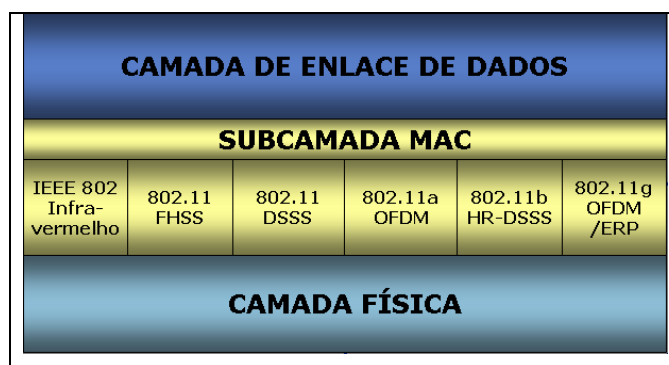 CAMADA DE ENLACE DE DADOS
SUBCAMADA MAC
IEEE 802
Infra-
vermelho
802.11
FHSS
802.11
DSSS
802.11a
OFDM
802.11b
HR-DSSS
802.11g
OFDM
/ERP
CAMADA FÍSICA